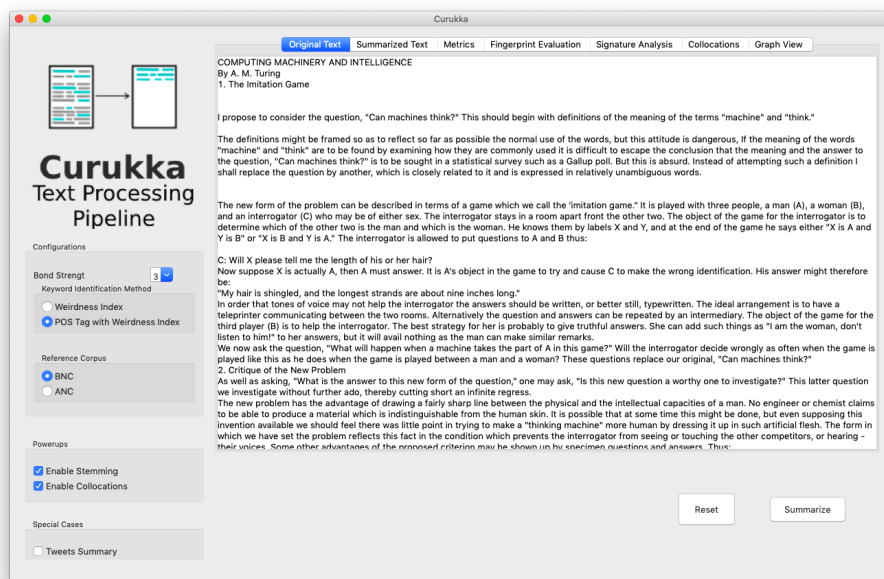 Curukka
Original Text
Summarized Text
Metrics
Fingerprint Evaluation
Signature Analysis
Collocations
Graph View
Curukka
Text Processing
Pipeline
Configurations
Bond Strengt
3
Keyword Identification Method
Weirdness Index
POS Tag with Weirdness Index
Reference Corpus
BNC
ANC
Powerups
Enable Stemming
Enable Collocations
Special Cases
Tweets Summary
COMPUTING MACHINERY AND INTELLIGENCE
By A. M. Turing
1. The Imitation Game
I propose to consider the question, "Can machines think?" This should begin with definitions of the meaning of the terms "machine" and "think."
The definitions might be framed so as to reflect so far as possible the normal use of the words, but this attitude is dangerous, If the meaning of the words
"machine" and "think" are to be found by examining how they are commonly used it is difficult to escape the conclusion that the meaning and the answer to
the question, "Can machines think?" is to be sought in a statistical survey such as a Gallup poll. But this is absurd. Instead of attempting such a definition I
shall replace the question by another, which is closely related to it and is expressed in relatively unambiguous words.
The new form of the problem can be described in terms of a game which we call the 'imitation game." It is played with three people, a man (A), a woman (B),
and an interrogator (C) who may be of either sex. The interrogator stays in a room apart front the other two. The object of the game for the interrogator is to
determine which of the other two is the man and which is the woman. He knows them by labels X and Y, and at the end of the game he says either "X is A and
Y is B" or "X is B and Y is A." The interrogator is allowed to put questions to A and B thus:
C: Will X please tell me the length of his or her hair?
Now suppose X is actually A, then A must answer. It is A's object in the game to try and cause C to make the wrong identification. His answer might therefore
be:
"My hair is shingled, and the longest strands are about nine inches long."
In order that tones of voice may not help the interrogator the answers should be written, or better still, typewritten. The ideal arrangement is to have a
teleprinter communicating between the two rooms. Alternatively the question and answers can be repeated by an intermediary. The object of the game for the
third player (B) is to help the interrogator. The best strategy for her is probably to give truthful answers. She can add such things as "I am the woman, don't
listen to him!" to her answers, but it will avail nothing as the man can make similar remarks.
We now ask the question, "What will happen when a machine takes the part of A in this game?" Will the interrogator decide wrongly as often when the game is
played like this as he does when the game is played between a man and a woman? These questions replace our original, "Can machines think?"
2. Critique of the New Problem
As well as asking, "What is the answer to this new form of the question," one may ask, "Is this new question a worthy one to investigate?" This latter question
we investigate without further ado, thereby cutting short an infinite regress.
The new problem has the advantage of drawing a fairly sharp line between the physical and the intellectual capacities of a man. No engineer or chemist claims
to be able to produce a material which is indistinguishable from the human skin. It is possible that at some time this might be done, but even supposing this
invention available we should feel there was little point in trying to make a "thinking machine" more human by dressing it up in such artificial flesh. The form in
which we have set the problem reflects this fact in the condition which prevents the interrogator from seeing or touching the other competitors, or hearing -
their voices. Some other advantages of the proposed criterion may be shown up by specimen questions and answers. Thus:
Reset
Summarize